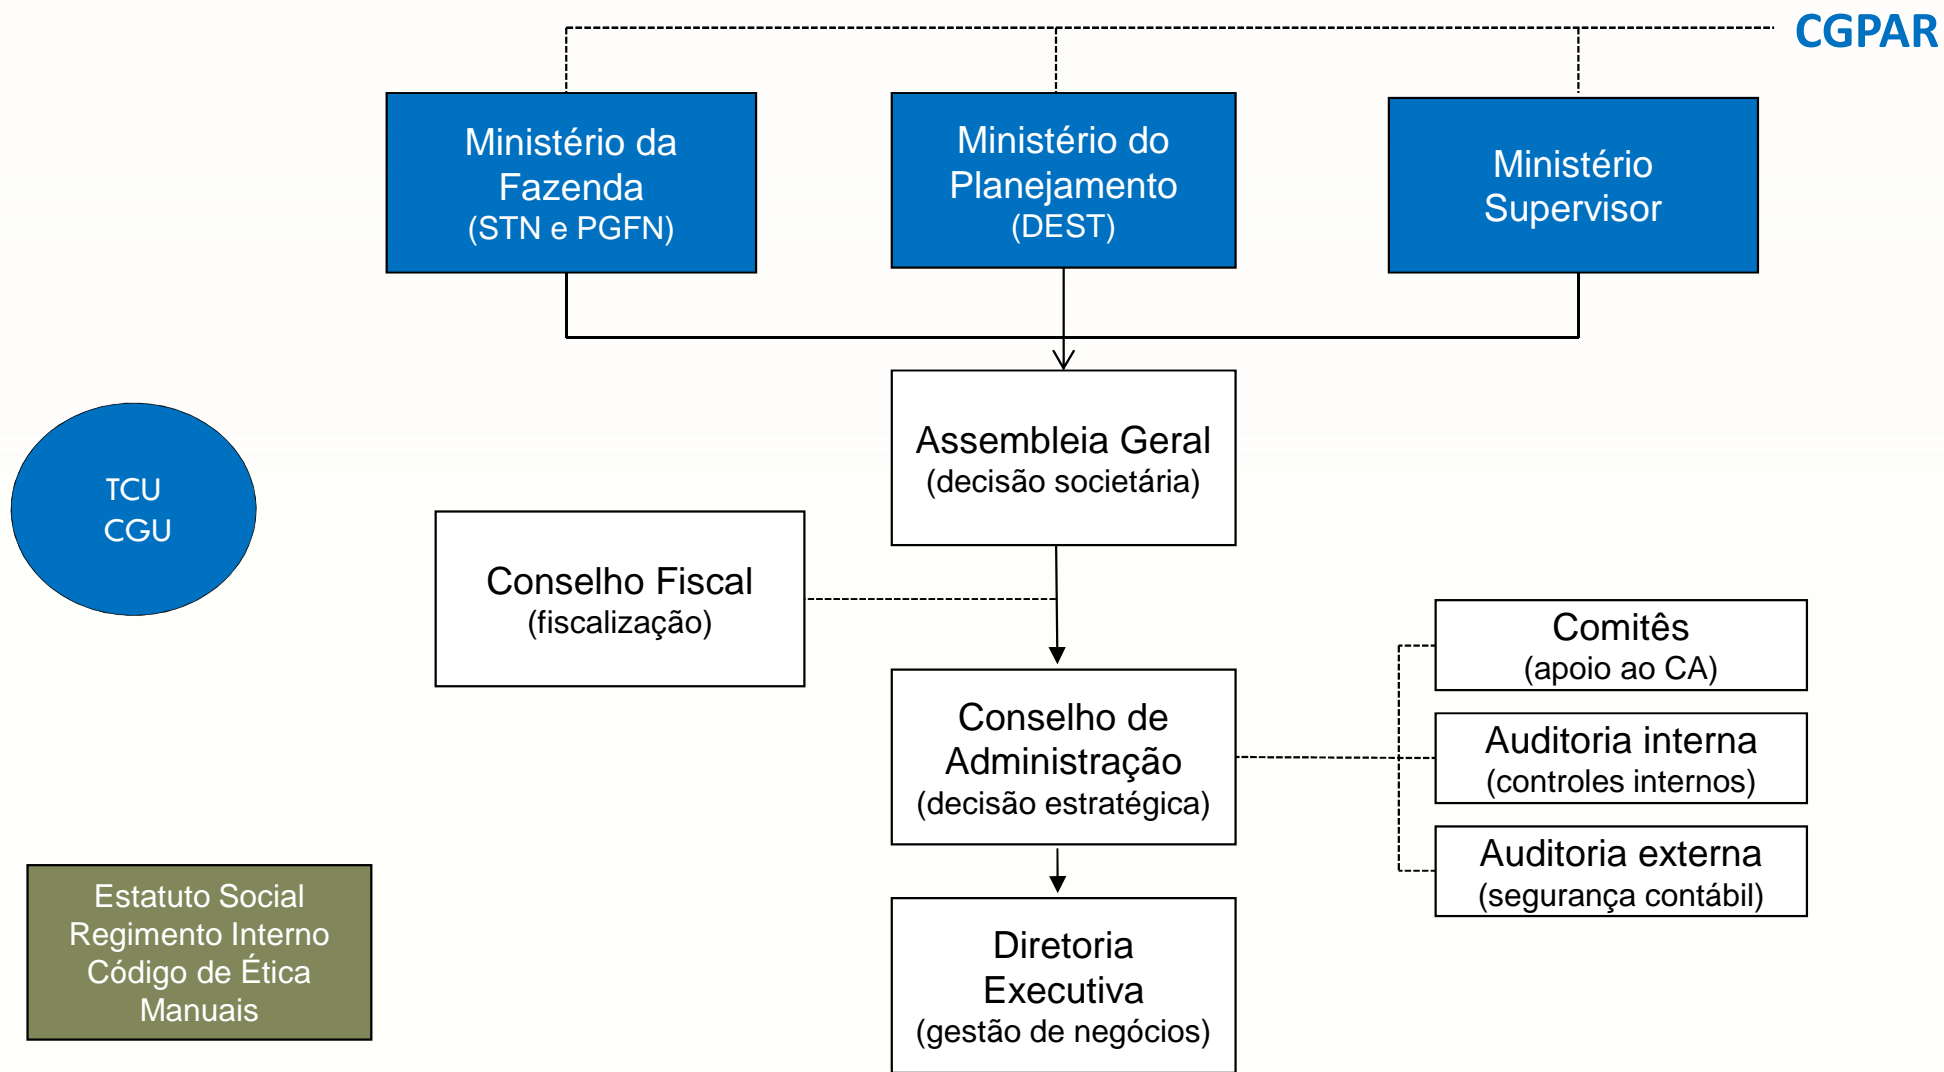 CGPAR
Ministério da
Fazenda
(STN e PGFN)
Ministério do
Planejamento
(DEST)
Ministério
Supervisor
Assembleia Geral
(decisão societária)
TCU
CGU
Conselho Fiscal
(fiscalização)
Conselho de
Administração
(decisão estratégica)
Comitês
(apoio ao CA)
Auditoria interna
(controles internos)
Auditoria externa
(segurança contábil)
Estatuto Social
Regimento Interno
Código de Ética
Manuais
Diretoria
Executiva
(gestão de negócios)